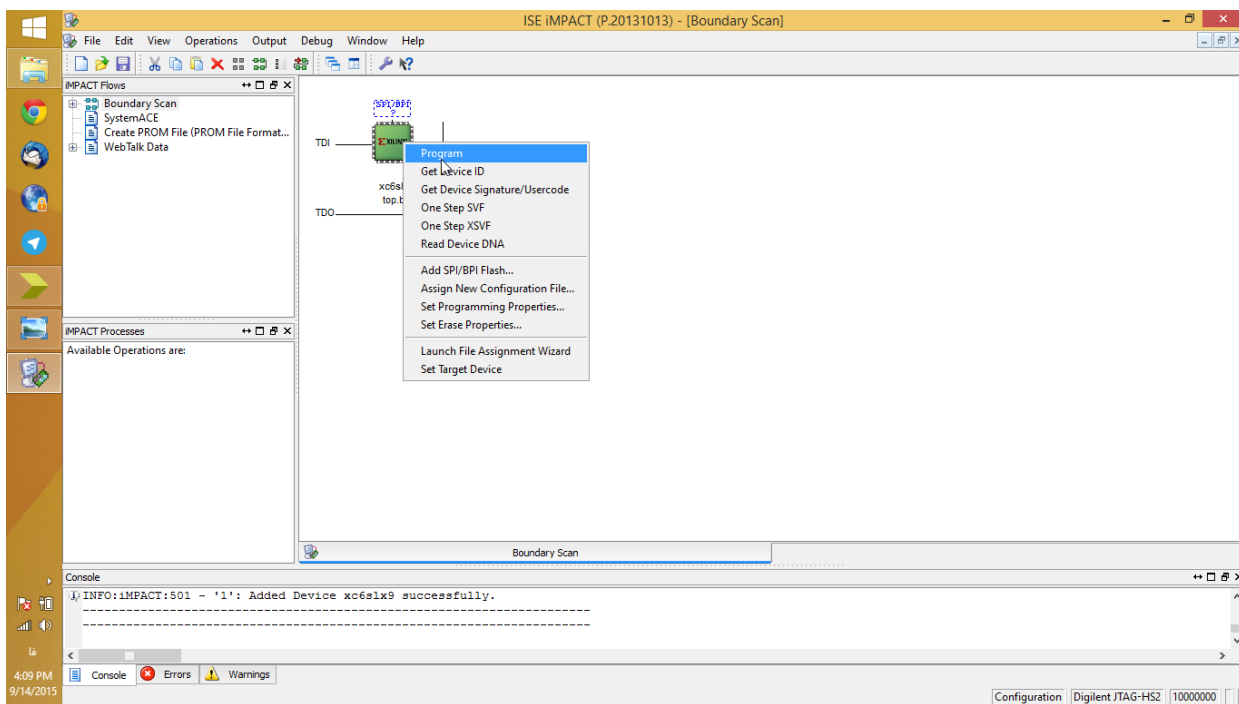 ISE iMPACT (P.20131013) - [Boundary Scan]
File Edit View Operations Output Debug Window Help
iMPACT Flows
Boundary Scan
SystemACE
Create PROM File (PROM File Format...
WebTalk Data
iMPACT Processes
Available Operations are:
SPI/BPI
?
TDI
XILINX
xc6sl
top.b
TDO
Program
Get Device ID
Get Device Signature/Usercode
One Step SVF
One Step XSVF
Read Device DNA
Add SPI/BPI Flash...
Assign New Configuration File...
Set Programming Properties...
Set Erase Properties...
Launch File Assignment Wizard
Set Target Device
Boundary Scan
Console
INFO:iMPACT:501 - '1': Added Device xc6slx9 successfully.
----------------------------------------------------------------------
----------------------------------------------------------------------
Console Errors Warnings
Configuration Digilent JTAG-HS2 10000000
فا
4:09 PM
9/14/2015